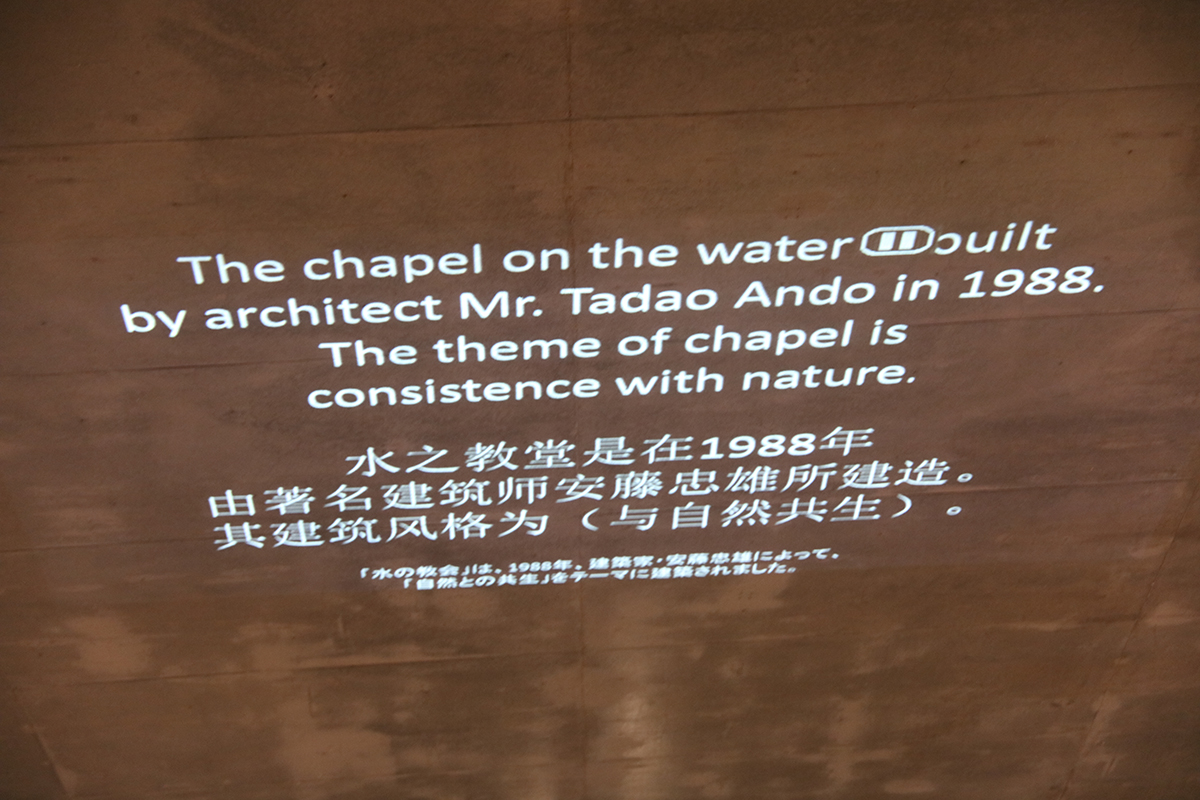 The chapel on the water built
by architect Mr. Tadao Ando in 1988.
The theme of chapel is
consistence with nature.
水之教堂是在1988年
由著名建筑师安藤忠雄所建造。
其建筑风格为（与自然共生）。
「水の教会」は、1988年、建築家・安藤忠雄によって、
「自然との共生」をテーマに建築されました。